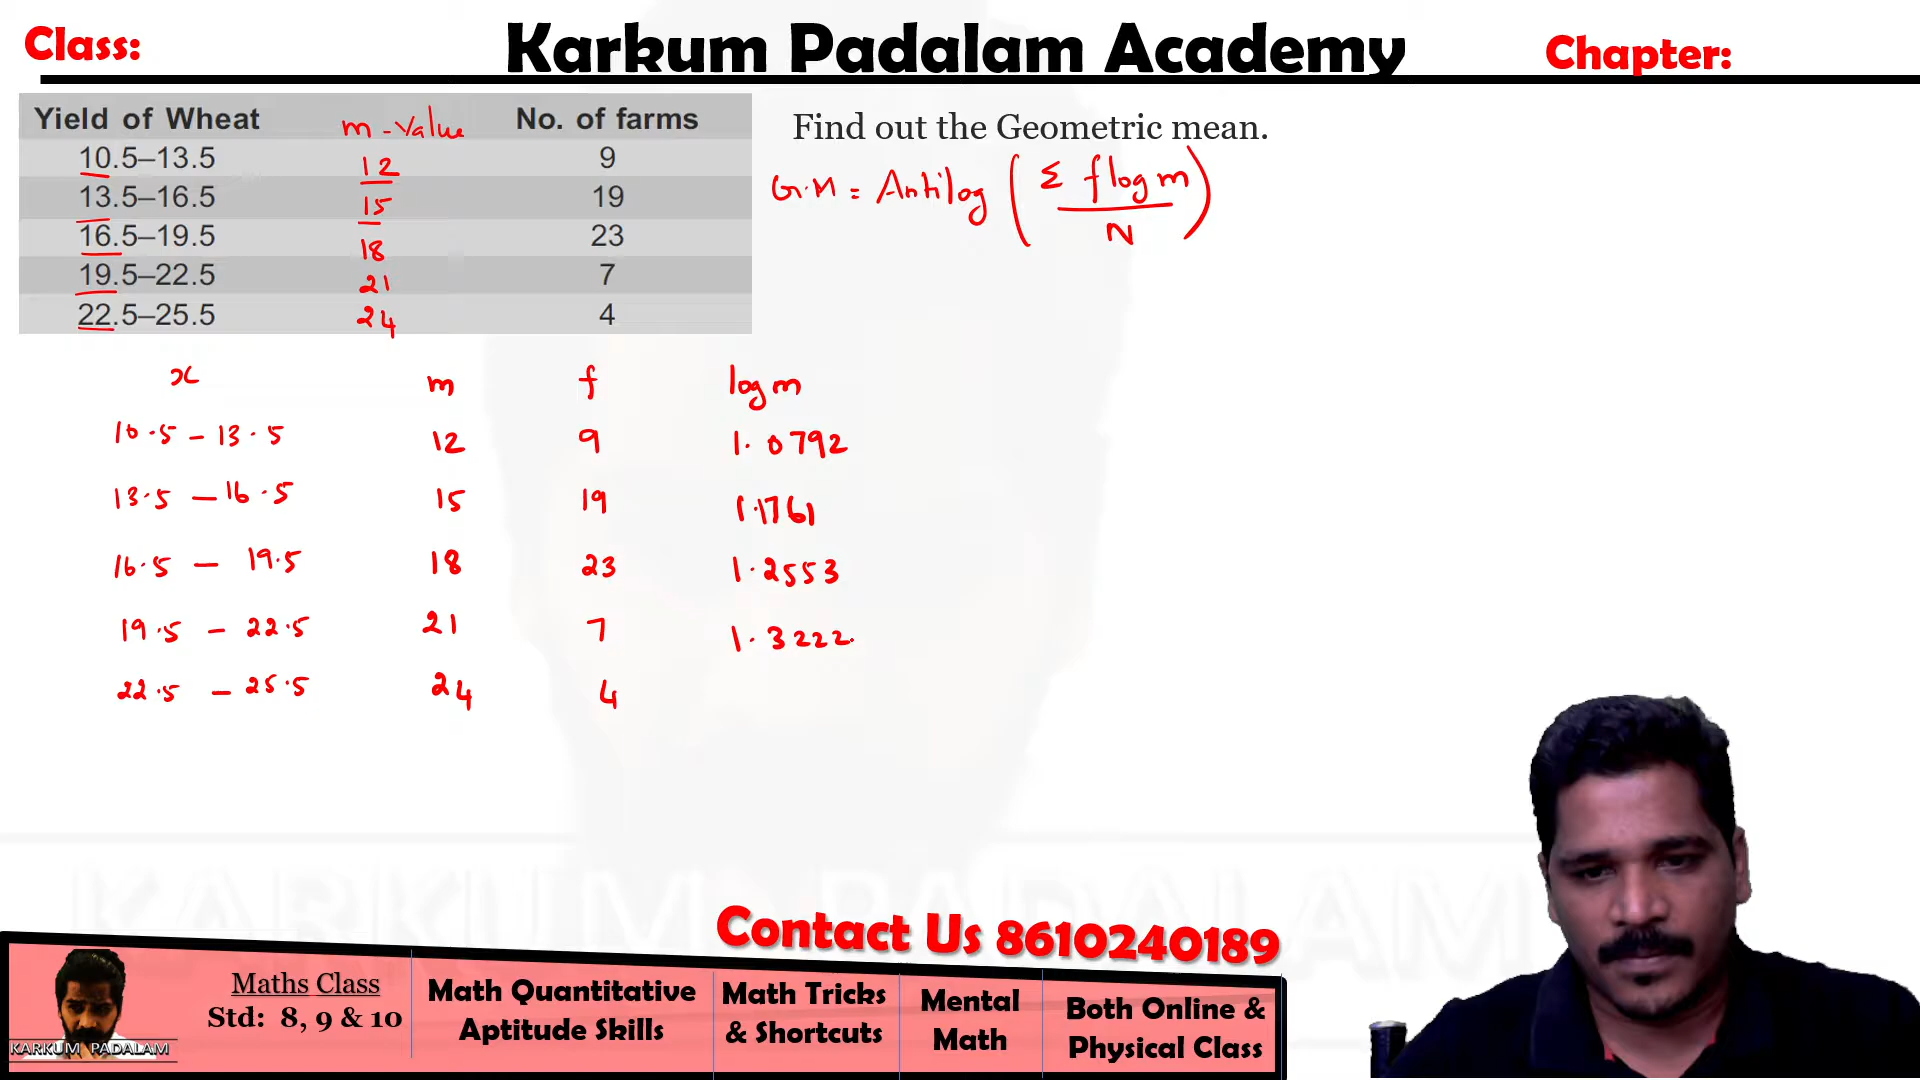 Class:
Karkum Padalam Academy
Chapter:
Yield of Wheat m - Value No. of farms
10.5–13.5 12 9
13.5–16.5 15 19
16.5–19.5 18 23
19.5–22.5 21 7
22.5–25.5 24 4
Find out the Geometric mean.
G.M = Antilog ( Σ f log m / N )
x m f log m
10.5 – 13.5 12 9 1.0792
13.5 – 16.5 15 19 1.1761
16.5 – 19.5 18 23 1.2553
19.5 – 22.5 21 7 1.3222
22.5 – 25.5 24 4
KARKUM PADALAM
Contact Us 8610240189
KARKUM PADALAM
Maths Class
Std: 8, 9 & 10
Math Quantitative
Aptitude Skills
Math Tricks
& Shortcuts
Mental
Math
Both Online &
Physical Class